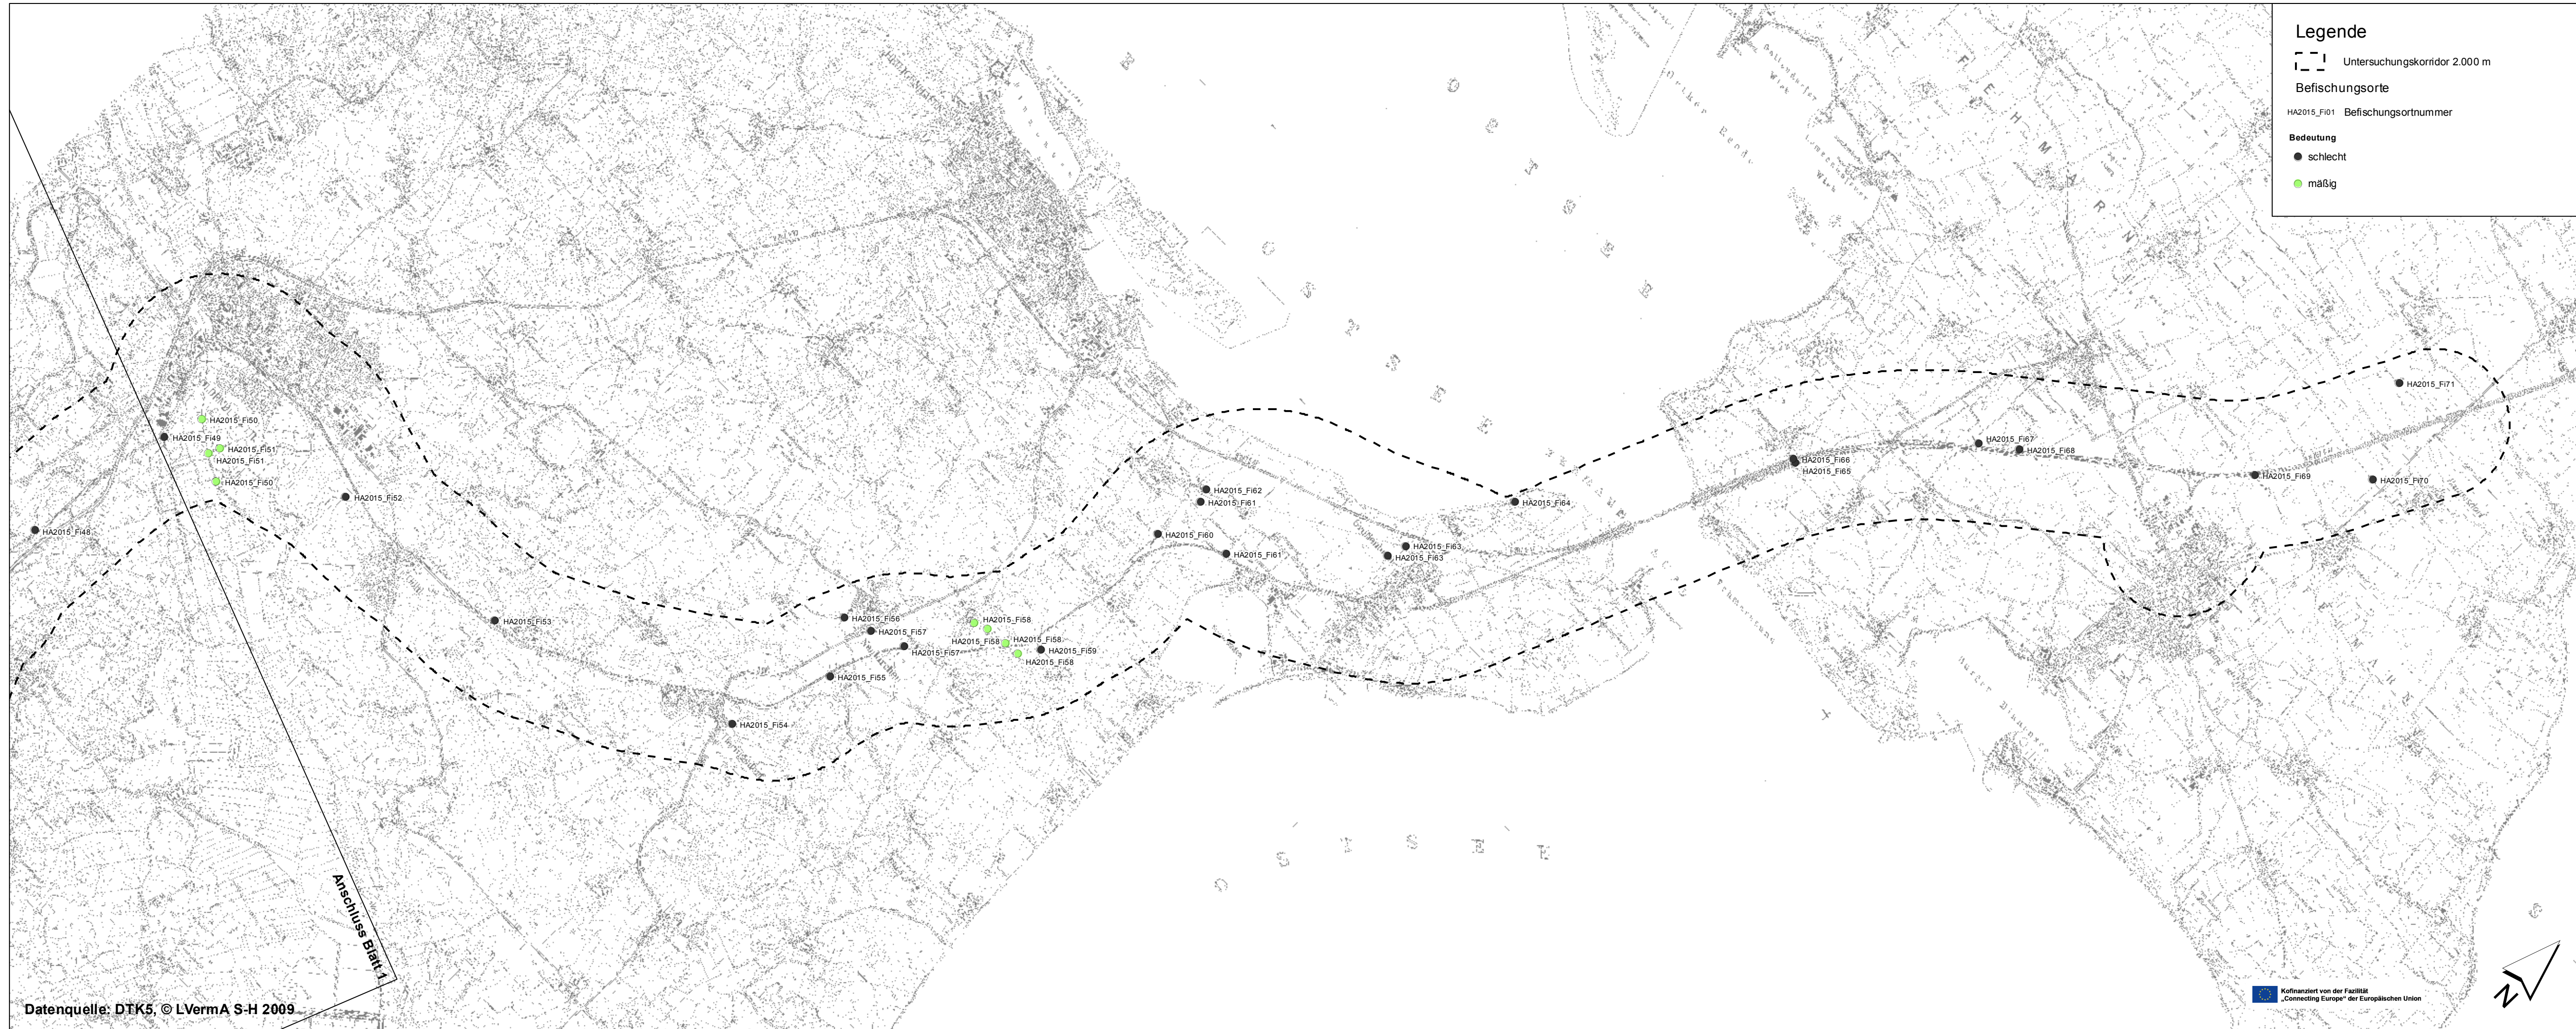 Legende
Untersuchungskorridor 2.000 m
Befischungsorte
HA2015_Fi01 Befischungsortnummer
Bedeutung
schlecht
mäßig
HA2015_Fi50
HA2015_Fi49
HA2015_Fi51
HA2015_Fi51
HA2015_Fi50
HA2015_Fi52
HA2015_Fi48
HA2015_Fi53
HA2015_Fi54
HA2015_Fi55
HA2015_Fi56
HA2015_Fi57
HA2015_Fi57
HA2015_Fi58
HA2015_Fi58
HA2015_Fi58
HA2015_Fi58
HA2015_Fi59
HA2015_Fi60
HA2015_Fi62
HA2015_Fi61
HA2015_Fi61
HA2015_Fi63
HA2015_Fi63
HA2015_Fi64
HA2015_Fi66
HA2015_Fi65
HA2015_Fi67
HA2015_Fi68
HA2015_Fi69
HA2015_Fi70
HA2015_Fi71
Anschluss Blatt 1
Datenquelle: DTK5, © LVermA S-H 2009
Kofinanziert von der Fazilität
„Connecting Europe“ der Europäischen Union
N